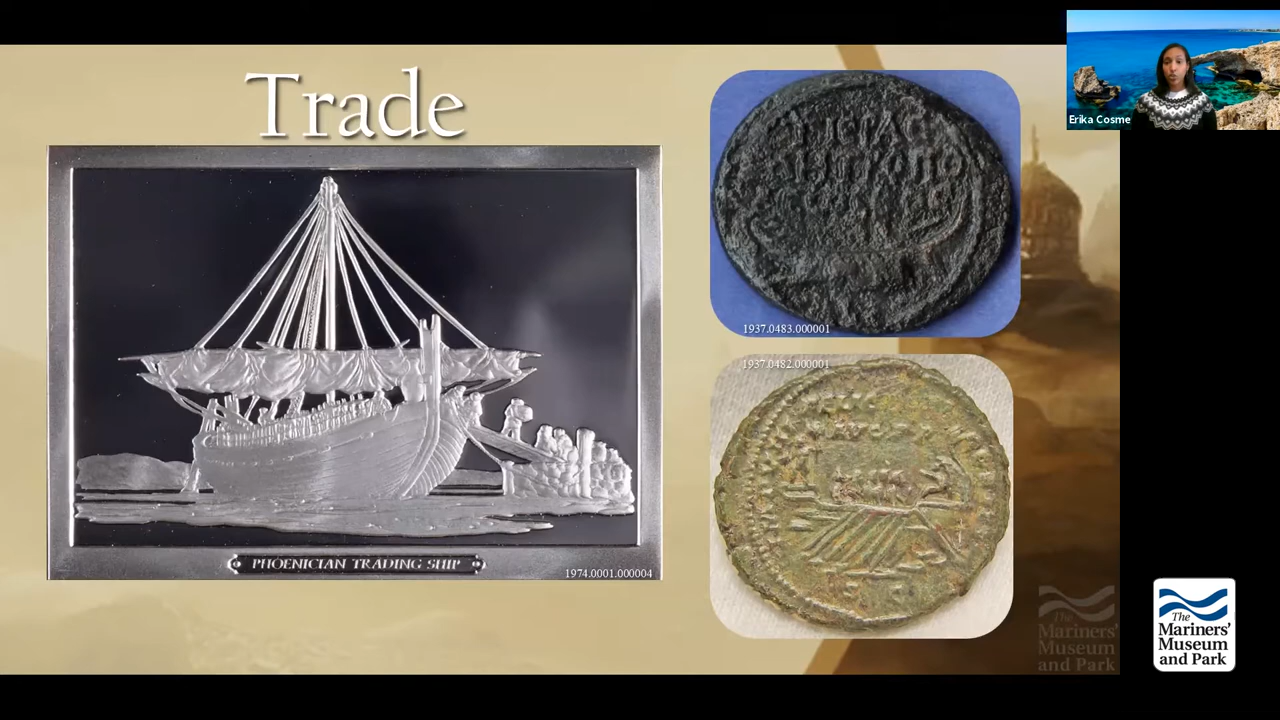 Trade
PHOENICIAN TRADING SHIP
1974.0001.000004
1937.0483.000001
1937.0482.000001
Erika Cosme
The
Mariners'
Museum
and Park
The
Mariners'
Museum
and Park